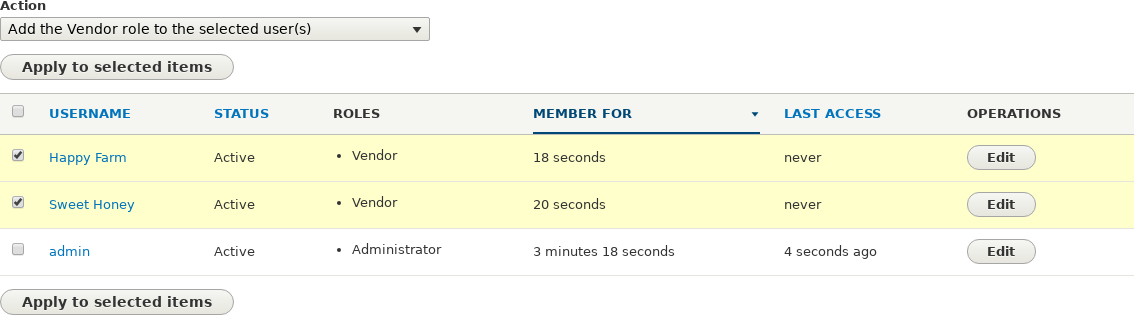 Action
Add the Vendor role to the selected user(s)
Apply to selected items
USERNAME STATUS ROLES MEMBER FOR LAST ACCESS OPERATIONS
Happy Farm Active • Vendor 18 seconds never Edit
Sweet Honey Active • Vendor 20 seconds never Edit
admin Active • Administrator 3 minutes 18 seconds 4 seconds ago Edit
Apply to selected items